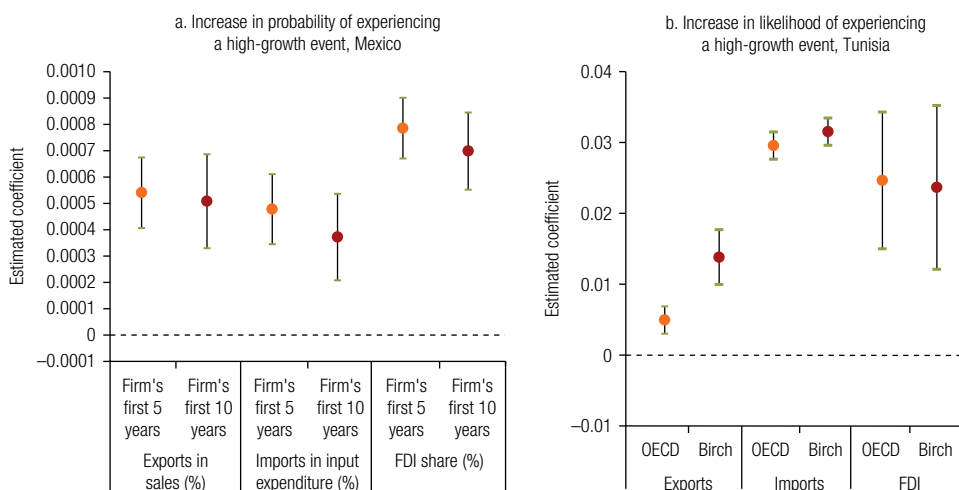 a. Increase in probability of experiencing
a high-growth event, Mexico
0.0010
0.0009
0.0008
0.0007
0.0006
0.0005
0.0004
0.0003
0.0002
0.0001
0
–0.0001
Estimated coefficient
Firm's first 5 years
Firm's first 10 years
Firm's first 5 years
Firm's first 10 years
Firm's first 5 years
Firm's first 10 years
Exports in sales (%)
Imports in input expenditure (%)
FDI share (%)
b. Increase in likelihood of experiencing
a high-growth event, Tunisia
0.04
0.03
0.02
0.01
0
–0.01
Estimated coefficient
OECD Birch OECD Birch OECD Birch
Exports Imports FDI